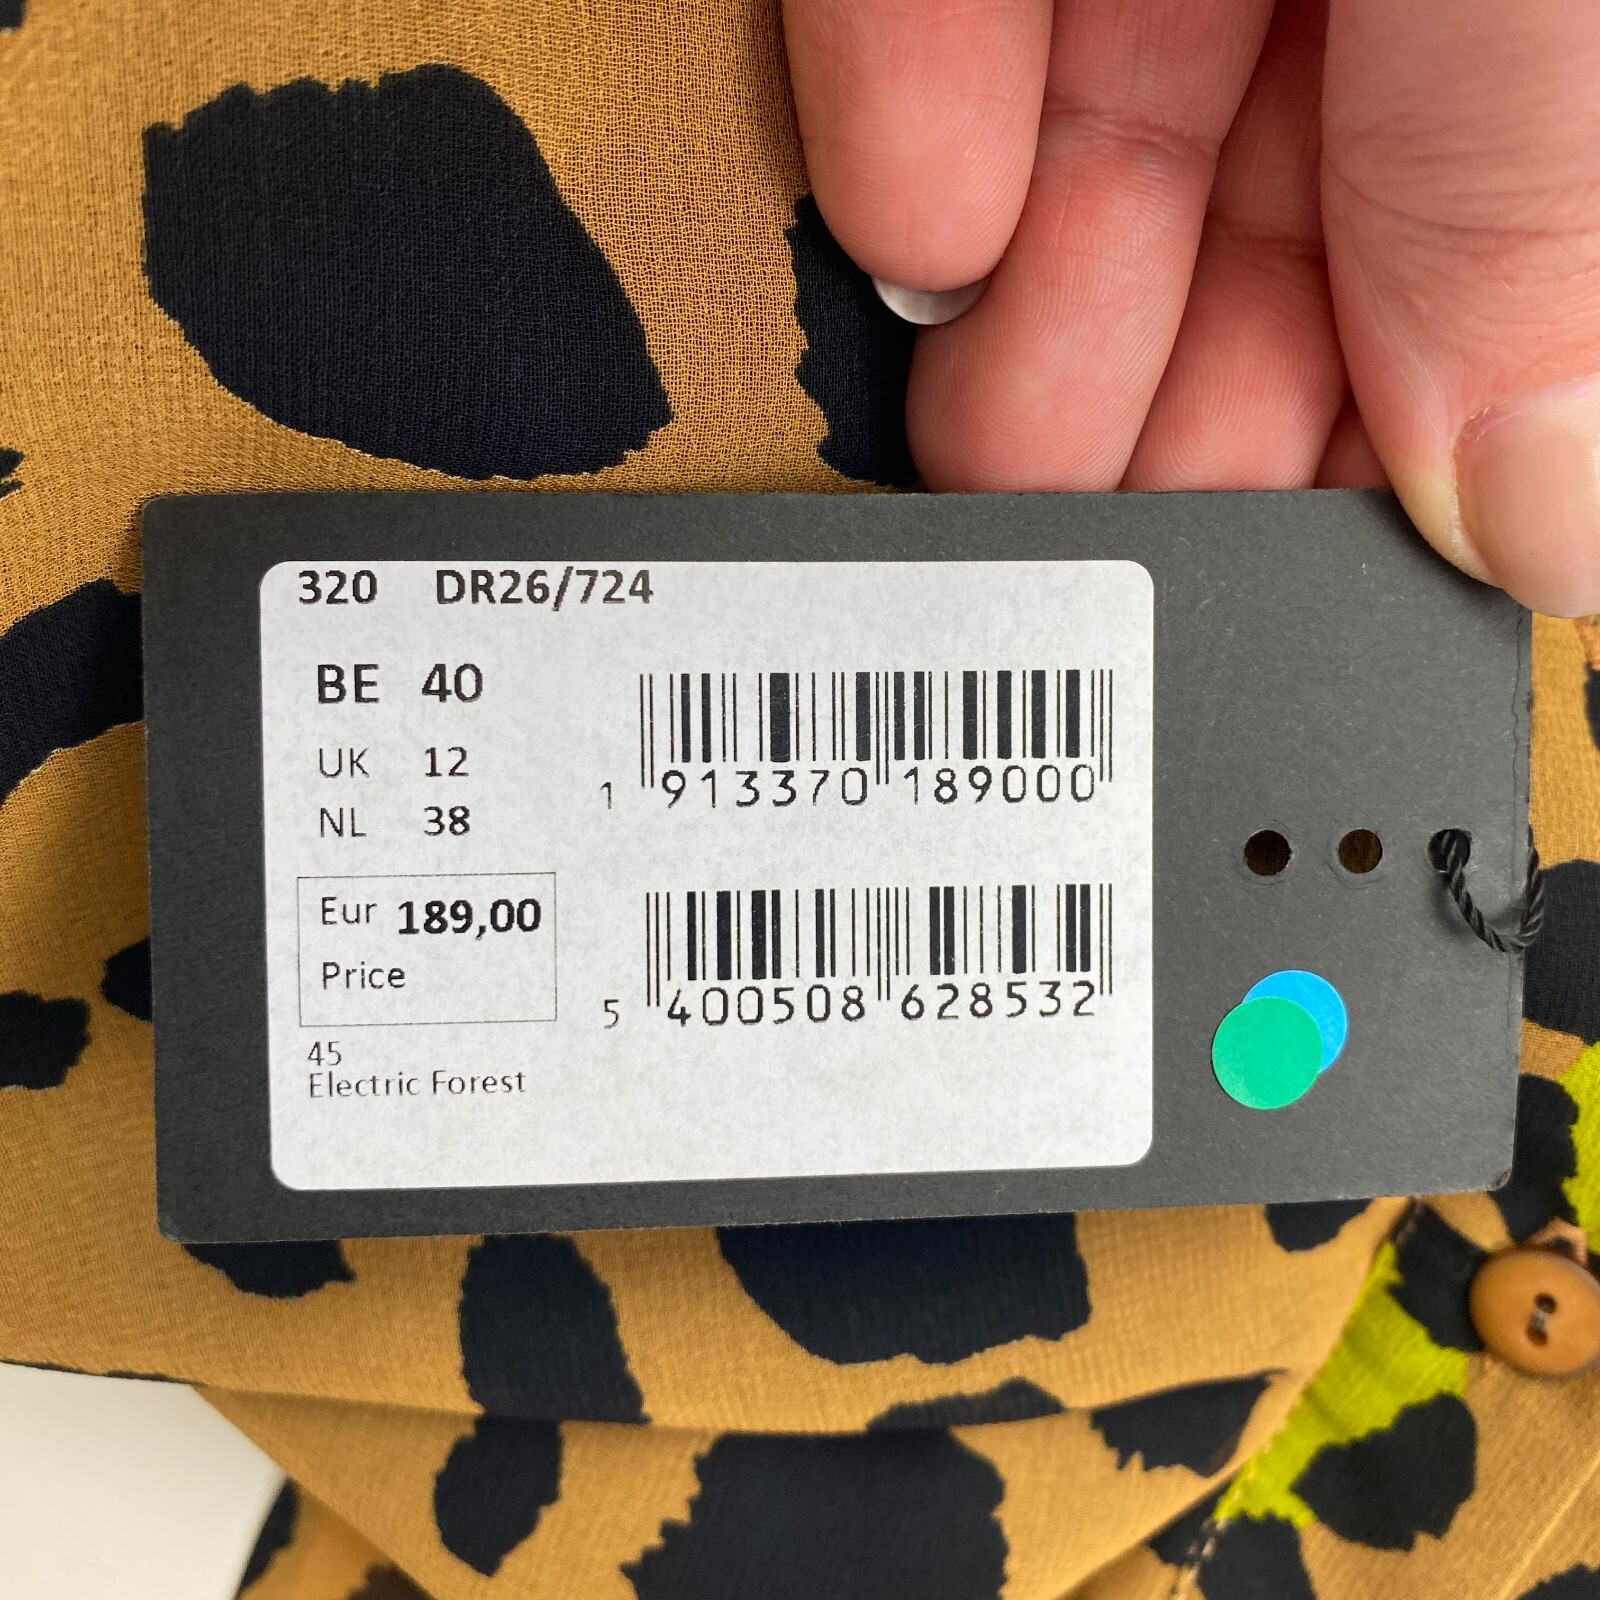 320 DR26/724
BE 40
UK 12
NL 38
1 913370 189000
Eur 189,00
Price
5 400508 628532
45
Electric Forest